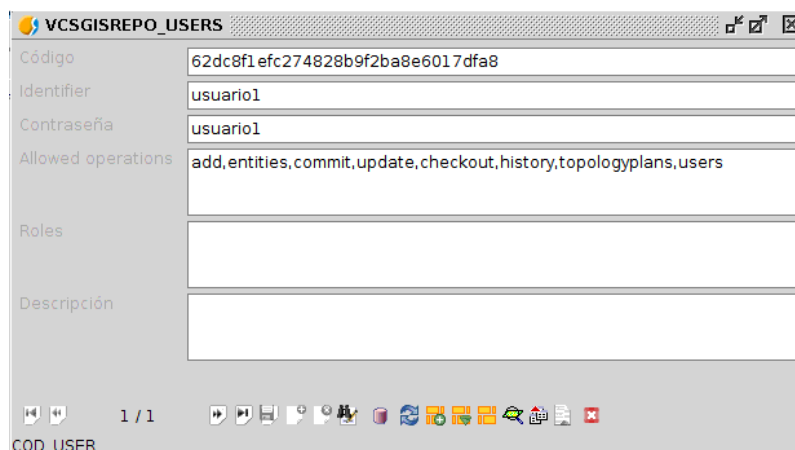 VCSGISREPO_USERS
Código 62dc8f1efc274828b9f2ba8e6017dfa8
Identifier usuario1
Contraseña usuario1
Allowed operations add,entities,commit,update,checkout,history,topologyplans,users
Roles
Descripción
1 / 1
COD_USER